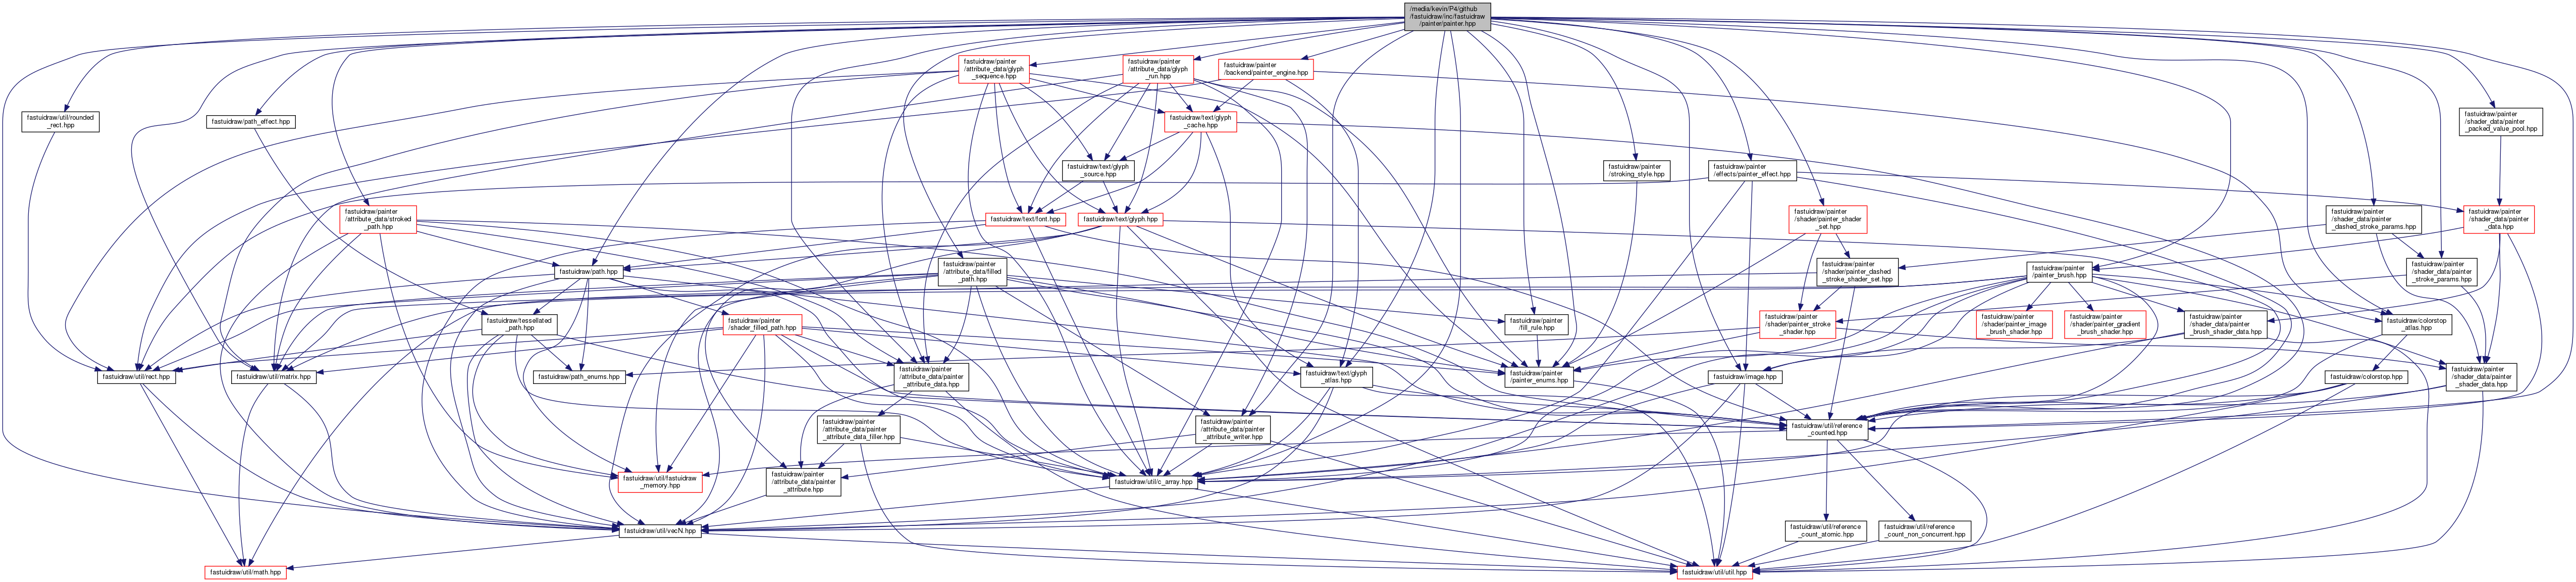 /media/kevin/P4/github
/fastuidraw/inc/fastuidraw
/painter/painter.hpp
fastuidraw/painter
/attribute_data/glyph
_sequence.hpp
fastuidraw/painter
/attribute_data/glyph
_run.hpp
fastuidraw/painter
/backend/painter_engine.hpp
fastuidraw/util/rounded
_rect.hpp
fastuidraw/path_effect.hpp
fastuidraw/text/glyph
_cache.hpp
fastuidraw/painter
/shader_data/painter
_packed_value_pool.hpp
fastuidraw/text/glyph
_source.hpp
fastuidraw/painter
/stroking_style.hpp
fastuidraw/painter
/effects/painter_effect.hpp
fastuidraw/painter
/attribute_data/stroked
_path.hpp
fastuidraw/text/font.hpp
fastuidraw/text/glyph.hpp
fastuidraw/painter
/shader/painter_shader
_set.hpp
fastuidraw/painter
/shader_data/painter
_dashed_stroke_params.hpp
fastuidraw/painter
/shader_data/painter
_data.hpp
fastuidraw/path.hpp
fastuidraw/painter
/attribute_data/filled
_path.hpp
fastuidraw/painter
/shader/painter_dashed
_stroke_shader_set.hpp
fastuidraw/painter
/painter_brush.hpp
fastuidraw/painter
/shader_data/painter
_stroke_params.hpp
fastuidraw/tessellated
_path.hpp
fastuidraw/painter
/shader_filled_path.hpp
fastuidraw/painter
/fill_rule.hpp
fastuidraw/painter
/shader/painter_stroke
_shader.hpp
fastuidraw/painter
/shader/painter_image
_brush_shader.hpp
fastuidraw/painter
/shader/painter_gradient
_brush_shader.hpp
fastuidraw/painter
/shader_data/painter
_brush_shader_data.hpp
fastuidraw/colorstop
_atlas.hpp
fastuidraw/util/rect.hpp
fastuidraw/util/matrix.hpp
fastuidraw/path_enums.hpp
fastuidraw/painter
/attribute_data/painter
_attribute_data.hpp
fastuidraw/text/glyph
_atlas.hpp
fastuidraw/painter
/painter_enums.hpp
fastuidraw/image.hpp
fastuidraw/colorstop.hpp
fastuidraw/painter
/shader_data/painter
_shader_data.hpp
fastuidraw/painter
/attribute_data/painter
_attribute_data_filler.hpp
fastuidraw/painter
/attribute_data/painter
_attribute_writer.hpp
fastuidraw/util/reference
_counted.hpp
fastuidraw/util/fastuidraw
_memory.hpp
fastuidraw/painter
/attribute_data/painter
_attribute.hpp
fastuidraw/util/c_array.hpp
fastuidraw/util/vecN.hpp
fastuidraw/util/reference
_count_atomic.hpp
fastuidraw/util/reference
_count_non_concurrent.hpp
fastuidraw/util/math.hpp
fastuidraw/util/util.hpp